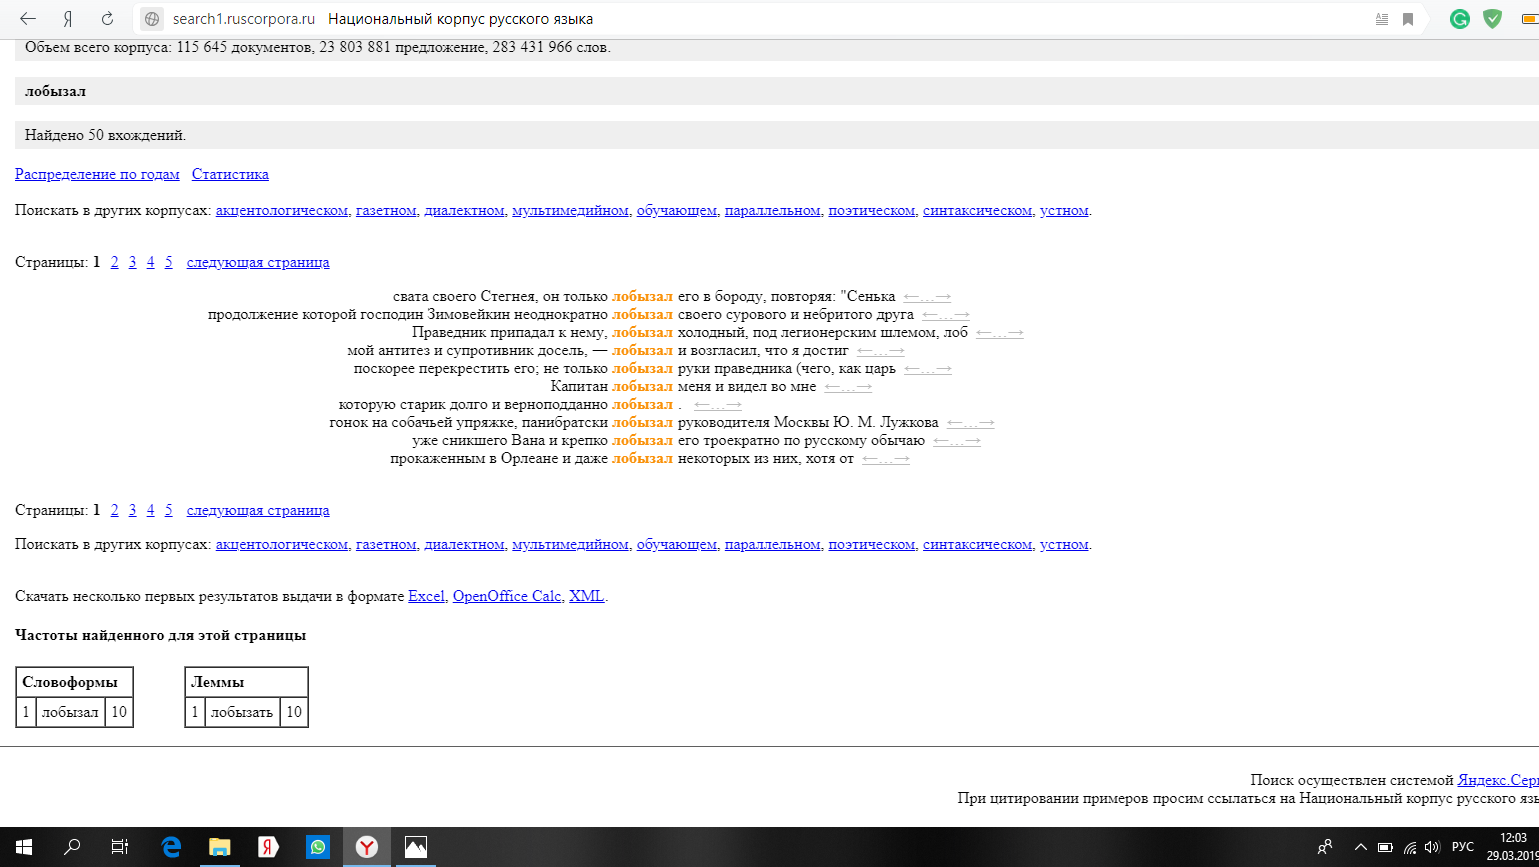 search1.ruscorpora.ru Национальный корпус русского языка
Объем всего корпуса: 115 645 документов, 23 803 881 предложение, 283 431 966 слов.
лобызал
Найдено 50 вхождений.
Распределение по годам Статистика
Поискать в других корпусах: акцентологическом, газетном, диалектном, мультимедийном, обучающем, параллельном, поэтическом, синтаксическом, устном.
Страницы: 1 2 3 4 5 следующая страница
свата своего Стегнея, он только лобызал его в бороду, повторяя: "Сенька ←…→
продолжение которой господин Зимовейкин неоднократно лобызал своего сурового и небритого друга ←…→
Праведник припадал к нему, лобызал холодный, под легионерским шлемом, лоб ←…→
мой антитез и супротивник досель, — лобызал и возгласил, что я достиг ←…→
поскорее перекрестить его; не только лобызал руки праведника (чего, как царь ←…→
Капитан лобызал меня и видел во мне ←…→
которую старик долго и верноподданно лобызал . ←…→
гонок на собачьей упряжке, панибратски лобызал руководителя Москвы Ю. М. Лужкова ←…→
уже сникшего Вана и крепко лобызал его троекратно по русскому обычаю ←…→
прокаженным в Орлеане и даже лобызал некоторых из них, хотя от ←…→
Страницы: 1 2 3 4 5 следующая страница
Поискать в других корпусах: акцентологическом, газетном, диалектном, мультимедийном, обучающем, параллельном, поэтическом, синтаксическом, устном.
Скачать несколько первых результатов выдачи в формате Excel, OpenOffice Calc, XML.
Частоты найденного для этой страницы
Словоформы Леммы
1 лобызал 10 1 лобызать 10
Поиск осуществлен системой Яндекс.Сер
При цитировании примеров просим ссылаться на Национальный корпус русского язы
РУС
12:03
29.03.2019